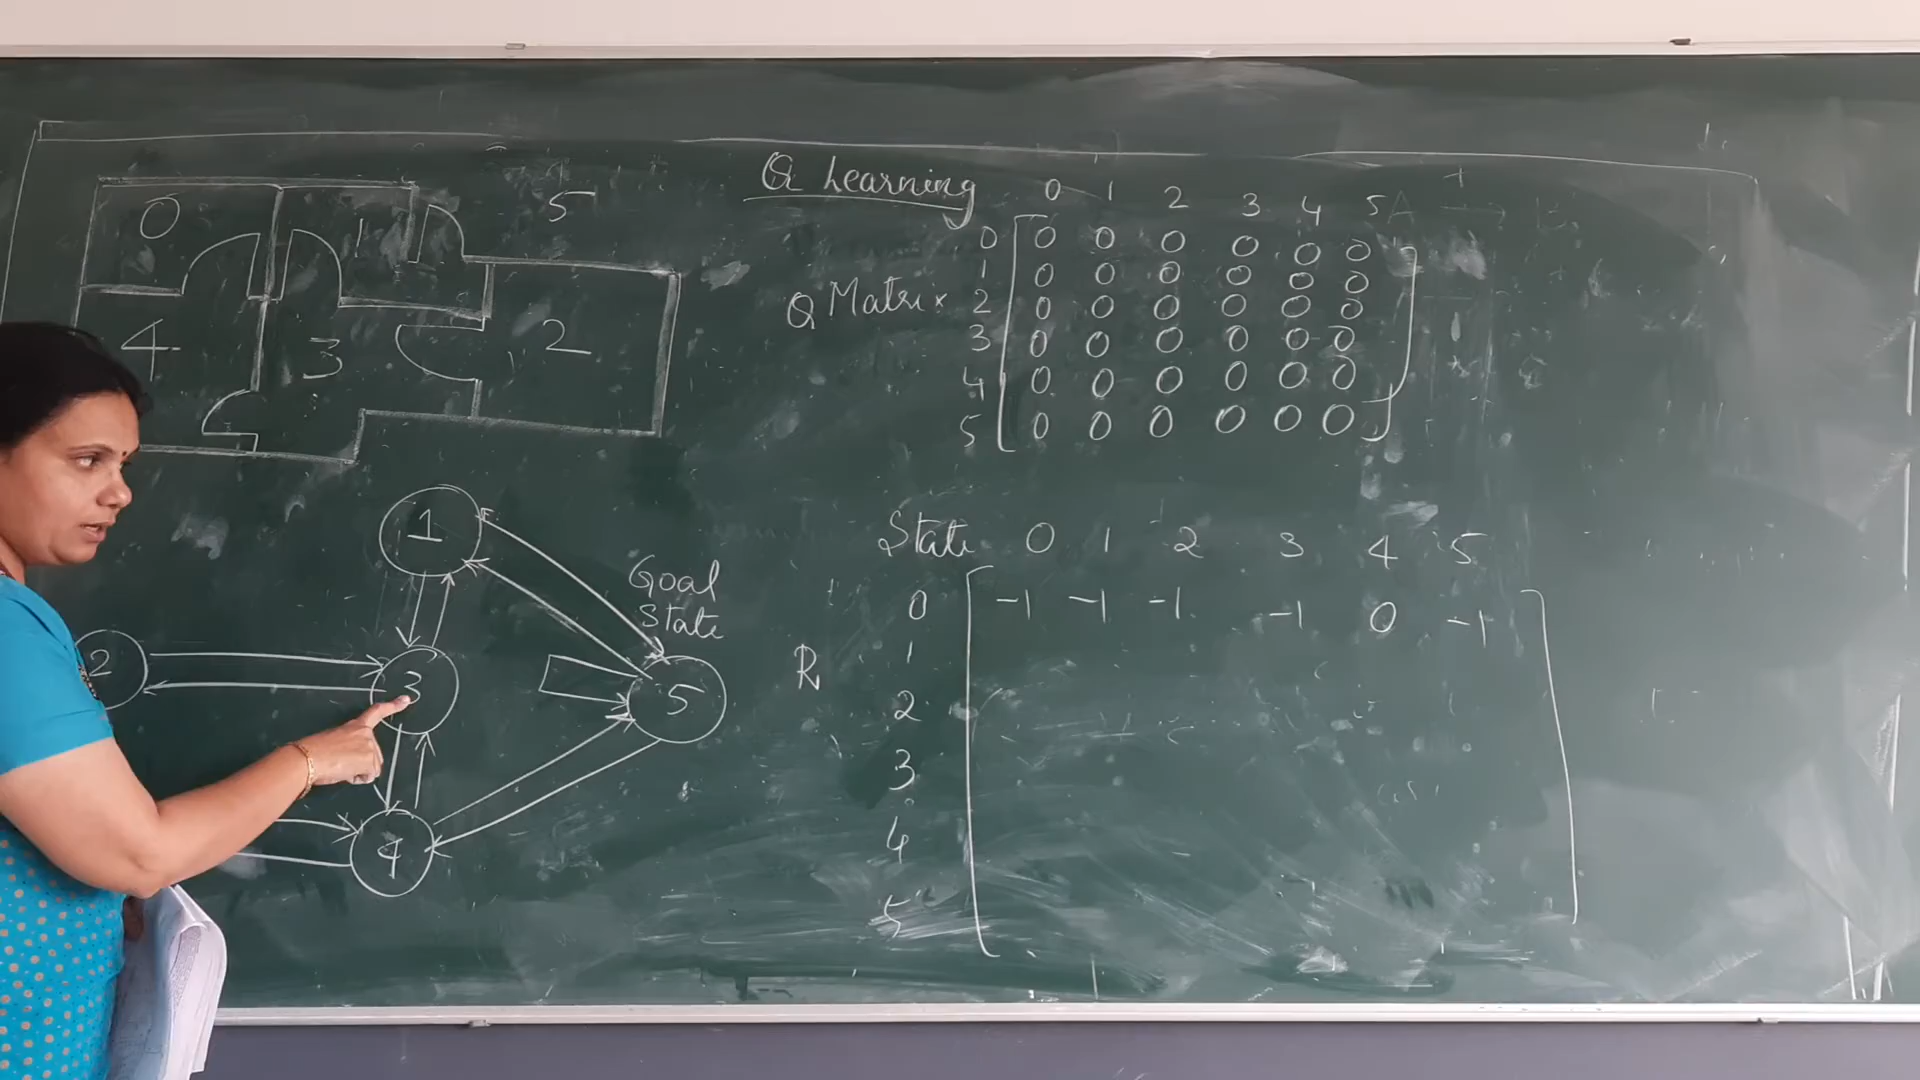 Q Learning
0 1 2 3 4 5
0 0 0 0 0 0 0
1 0 0 0 0 0 0
Q Matrix 2 0 0 0 0 0 0
3 0 0 0 0 0 0
4 0 0 0 0 0 0
5 0 0 0 0 0 0
0 1 5
4 3 2
1
Goal
State
2 3 5
4
State 0 1 2 3 4 5
0 -1 -1 -1 -1 0 -1
R 1
2
3
4
5